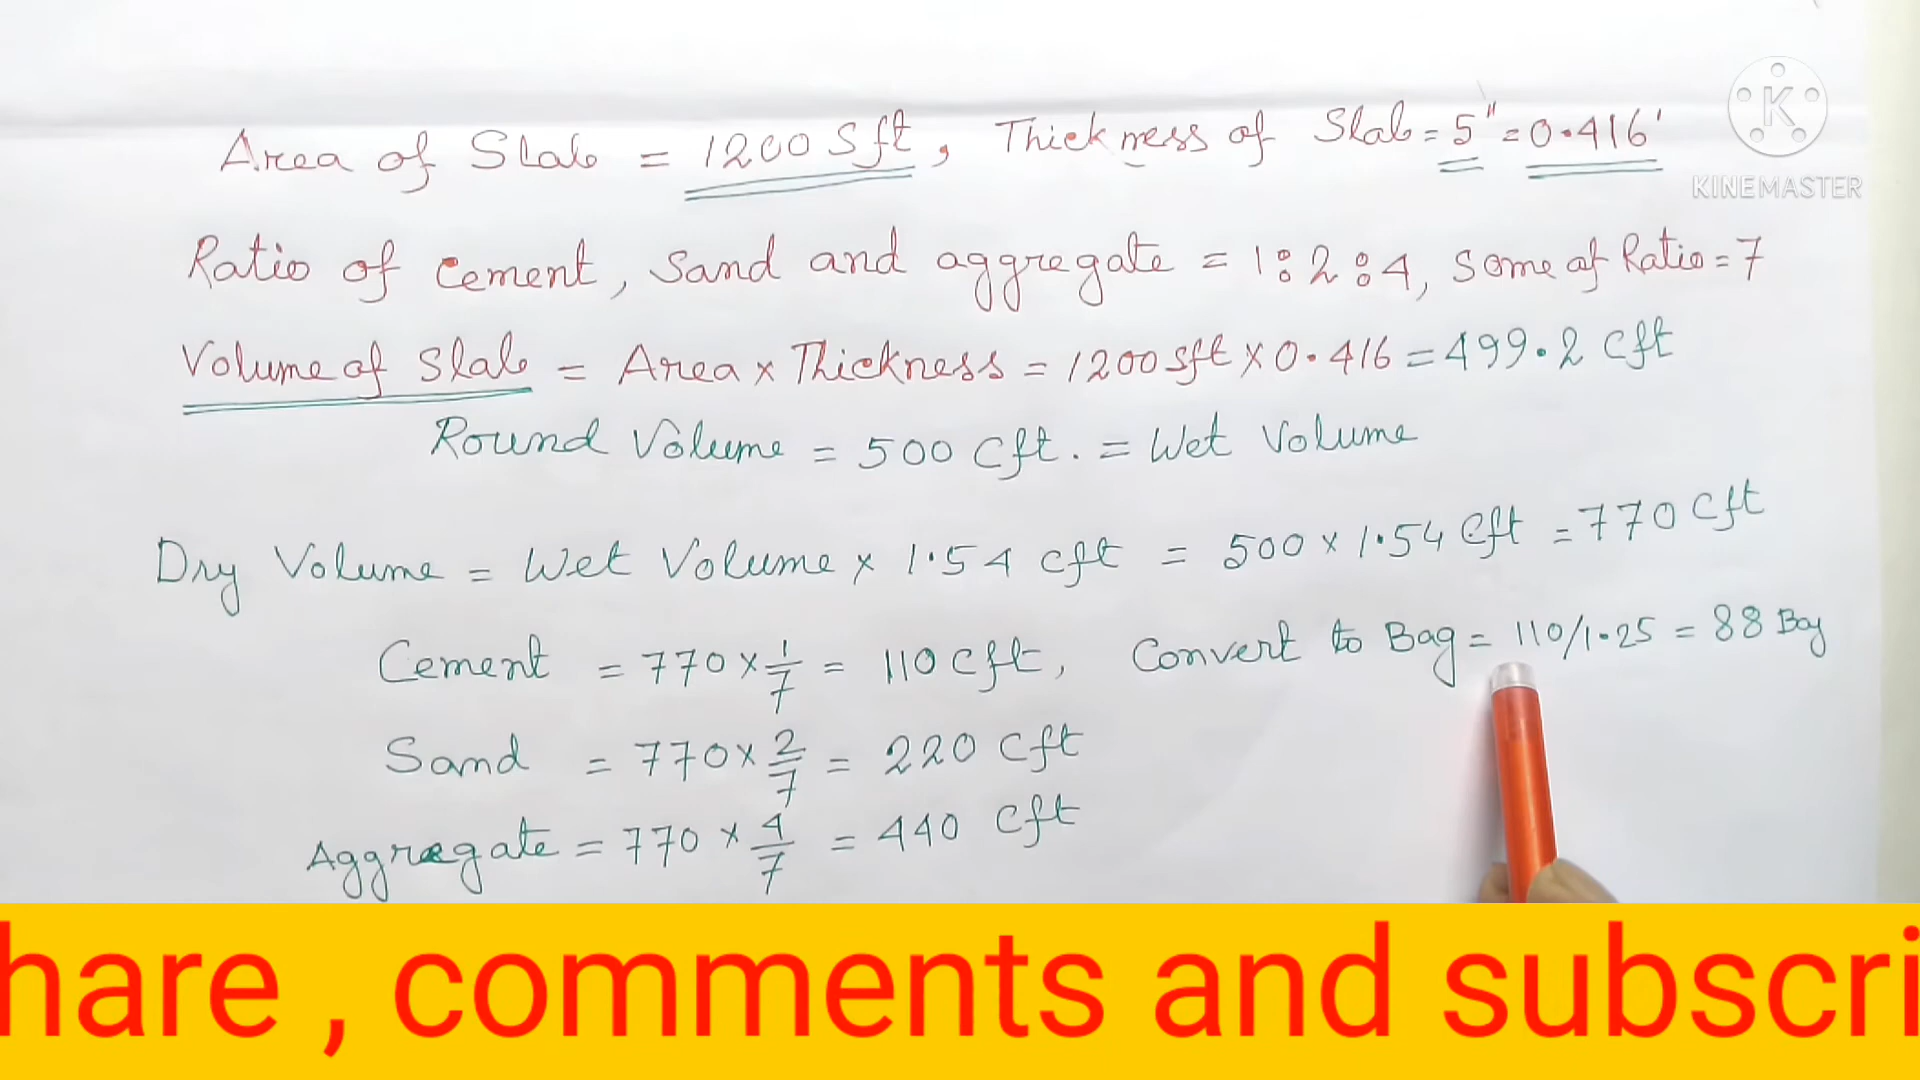 Area of Slab = 1200 Sft, Thickness of Slab = 5" = 0.416'
KINEMASTER
Ratio of Cement, Sand and aggregate = 1:2:4, Some of Ratio = 7
Volume of Slab = Area x Thickness = 1200 Sft x 0.416 = 499.2 Cft
Round Volume = 500 Cft. = Wet Volume
Dry Volume = Wet Volume x 1.54 cft = 500 x 1.54 Cft = 770 Cft
Cement = 770 x 1/7 = 110 Cft, Convert to Bag = 110/1.25 = 88 Bag
Sand = 770 x 2/7 = 220 Cft
Aggregate = 770 x 4/7 = 440 Cft
hare , comments and subscri